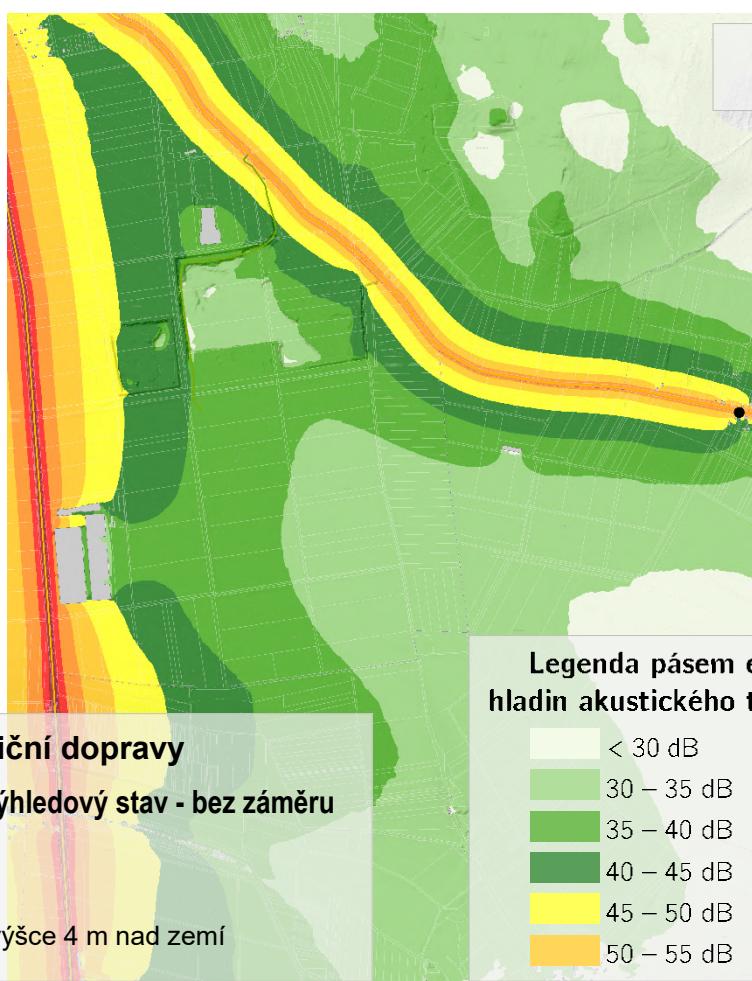 iční dopravy
ýhledový stav - bez záměru
ýšce 4 m nad zemí
Legenda pásem e
hladin akustického t
< 30 dB
30 – 35 dB
35 – 40 dB
40 – 45 dB
45 – 50 dB
50 – 55 dB